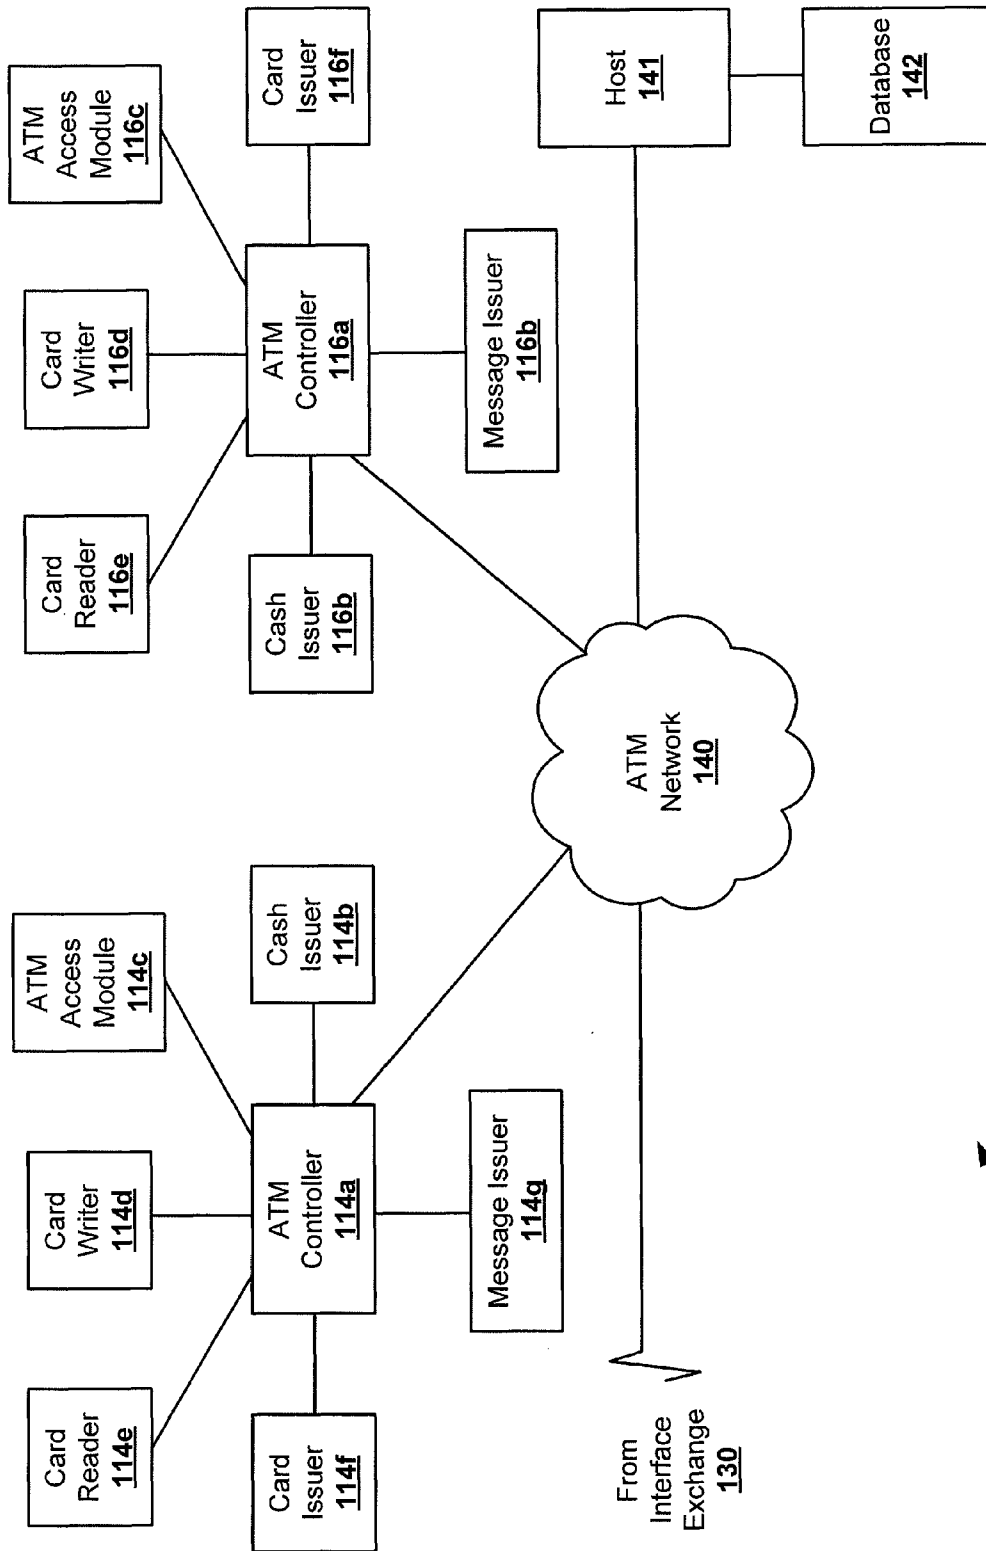 Card
Reader
114e
Card
Writer
114d
ATM
Access
Module
114c
Card
Issuer
114f
ATM
Controller
114a
Cash
Issuer
114b
Message Issuer
114g
Card
Reader
116e
Card
Writer
116d
ATM
Access
Module
116c
Cash
Issuer
116b
ATM
Controller
116a
Card
Issuer
116f
Message Issuer
116b
From
Interface
Exchange
130
ATM
Network
140
Host
141
Database
142